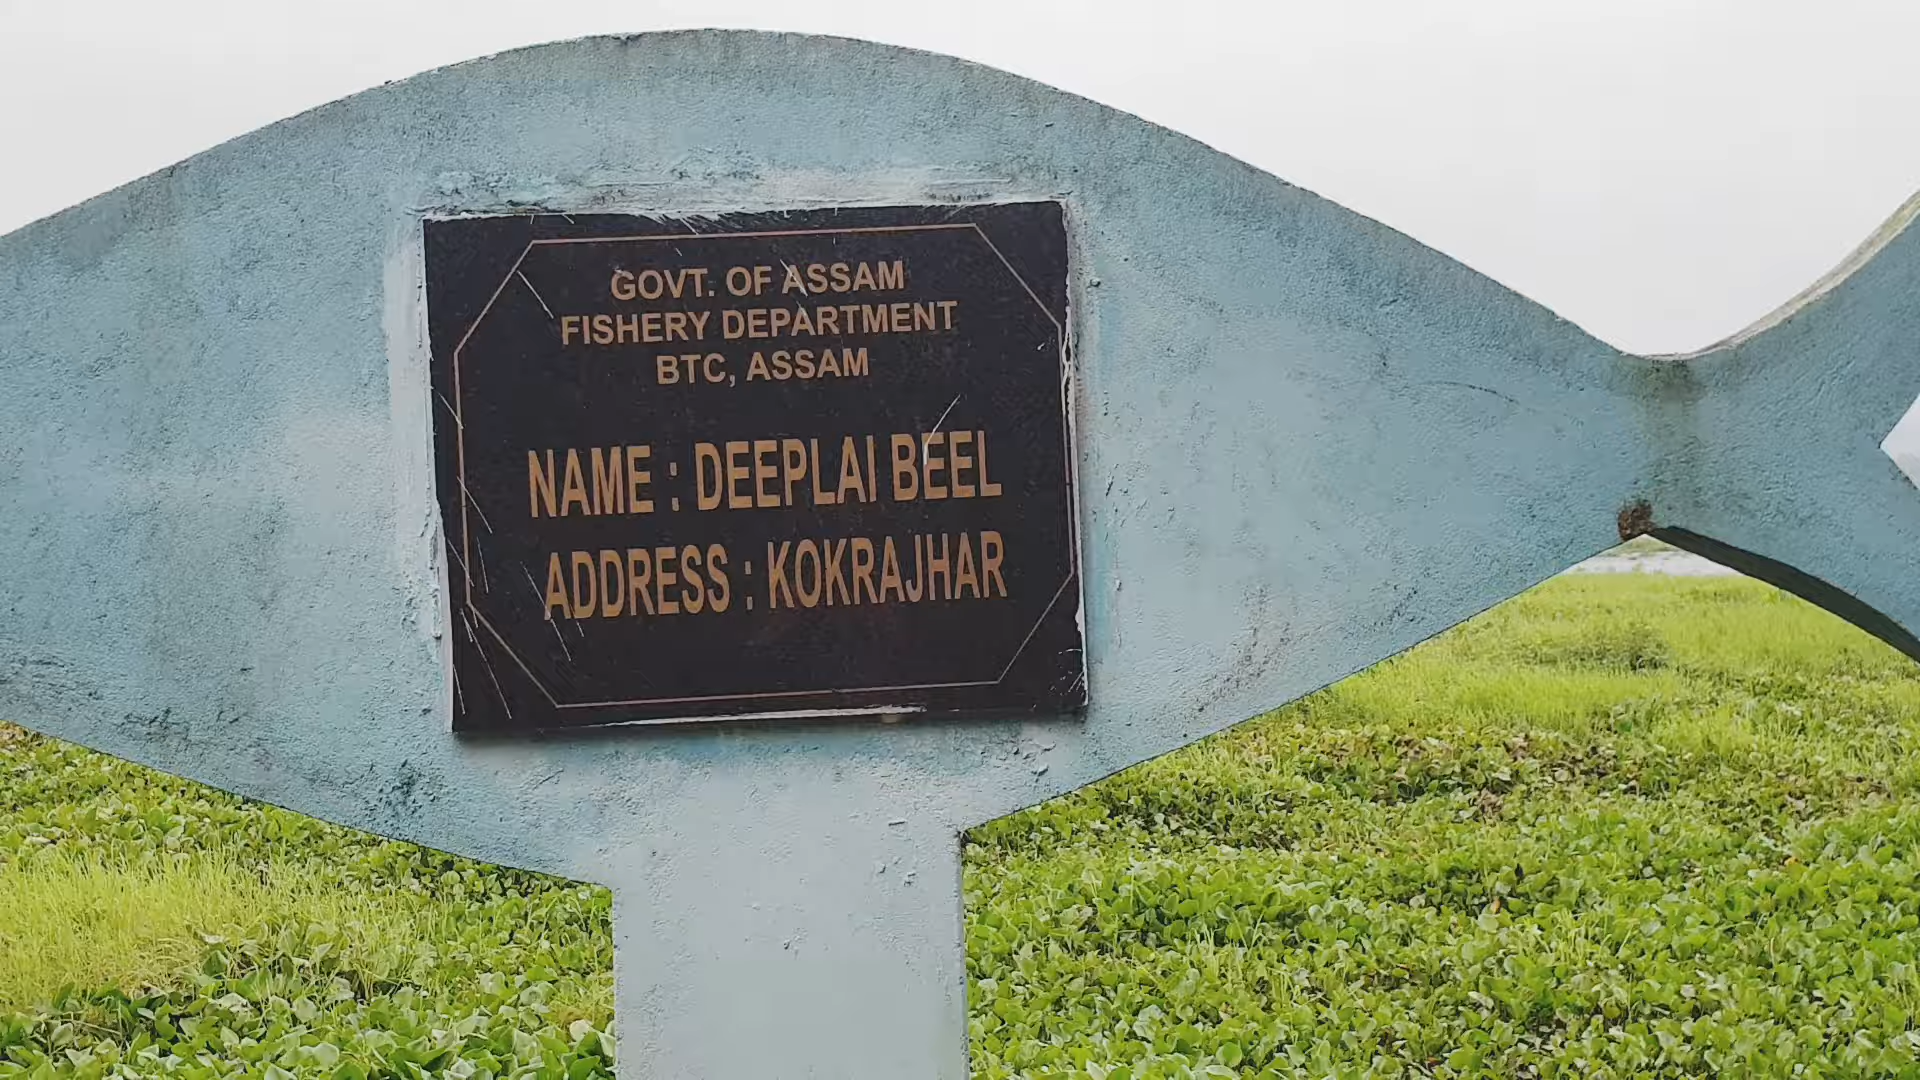 GOVT. OF ASSAM
FISHERY DEPARTMENT
BTC, ASSAM
NAME : DEEPLAI BEEL
ADDRESS : KOKRAJHAR